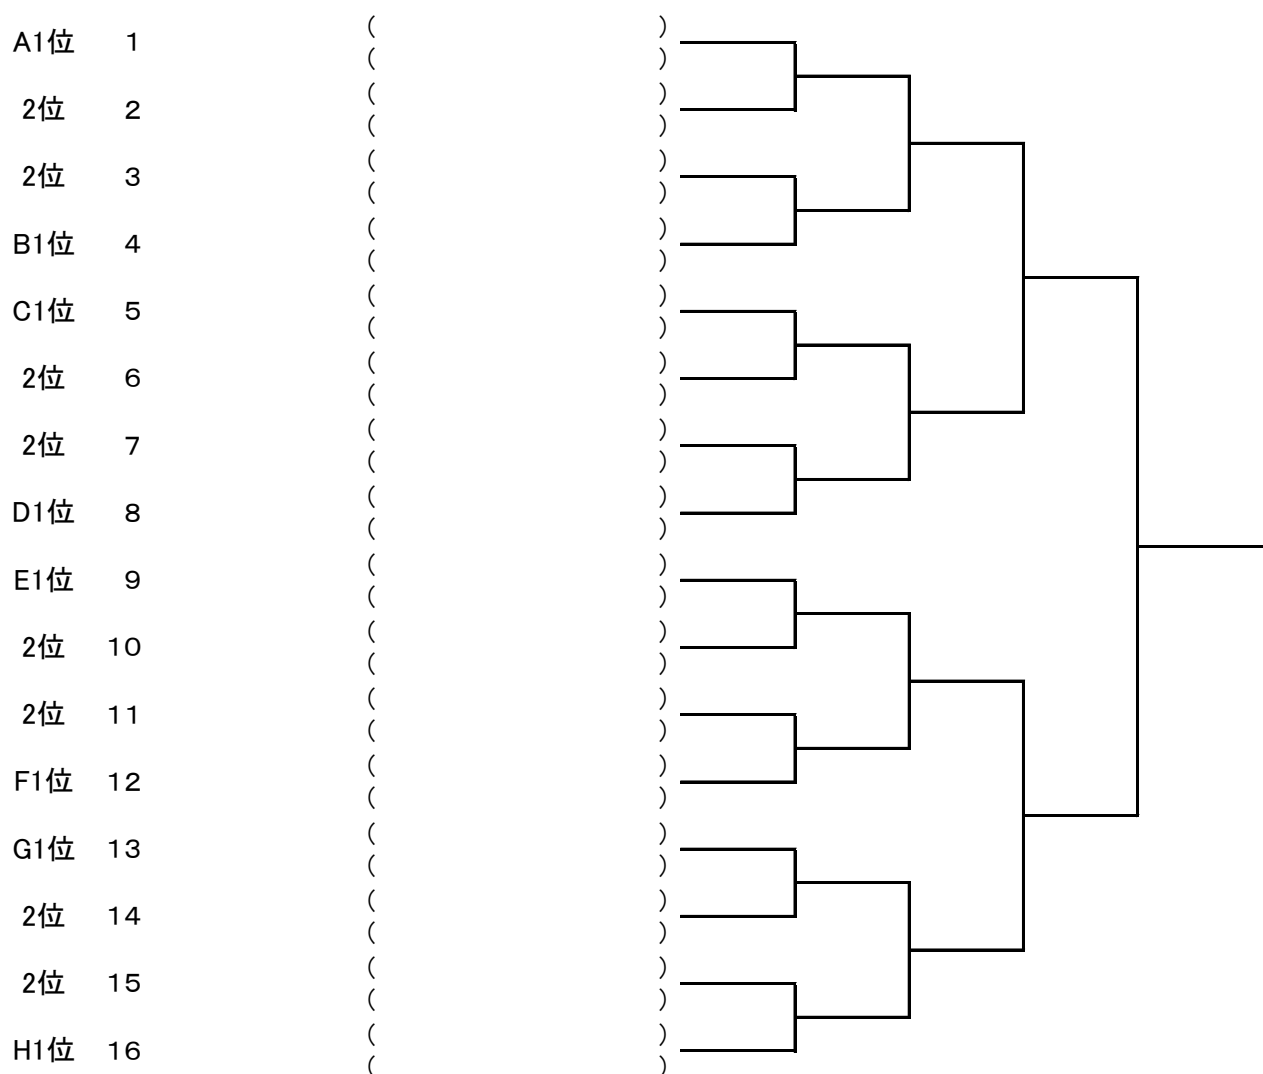 A1位 1 ( )
( )
2位 2 ( )
( )
2位 3 ( )
( )
B1位 4 ( )
( )
C1位 5 ( )
( )
2位 6 ( )
( )
2位 7 ( )
( )
D1位 8 ( )
( )
E1位 9 ( )
( )
2位 10 ( )
( )
2位 11 ( )
( )
F1位 12 ( )
( )
G1位 13 ( )
( )
2位 14 ( )
( )
2位 15 ( )
( )
H1位 16 ( )
( )